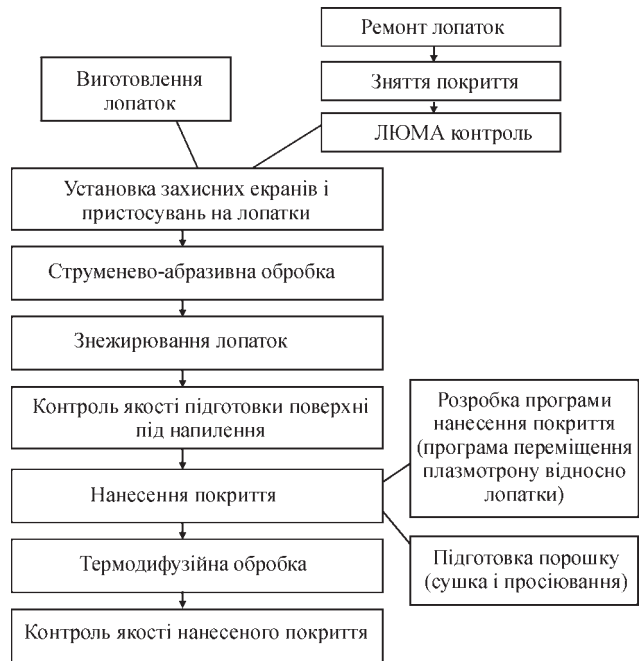 Ремонт лопаток
Виготовлення
лопаток
Зняття покриття
ЛЮМА контроль
Установка захисних екранів і
пристосувань на лопатки
Струменево-абразивна обробка
Знежирювання лопаток
Контроль якості підготовки поверхні
під напилення
Розробка програми
нанесення покриття
(програма переміщення
плазмотрону відносно
лопатки)
Нанесення покриття
Термодифузійна обробка
Підготовка порошку
(сушка і просіювання)
Контроль якості нанесеного покриття